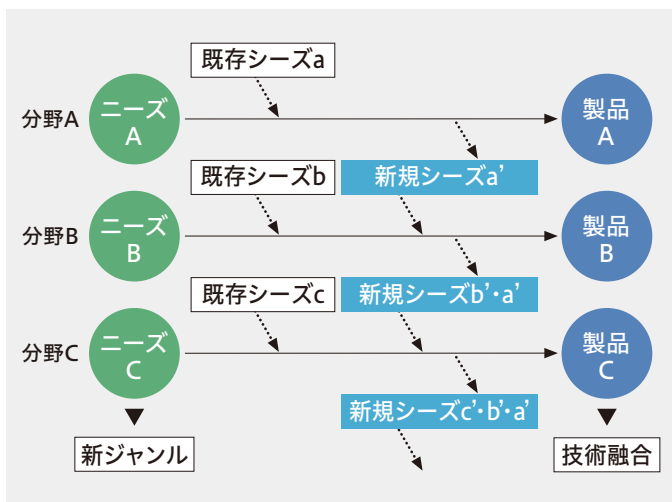 既存シーズa
分野A
ニーズ
A
製品
A
既存シーズb
新規シーズa’
分野B
ニーズ
B
製品
B
既存シーズc
新規シーズb’・a’
分野C
ニーズ
C
製品
C
新規シーズc’・b’・a’
新ジャンル
技術融合